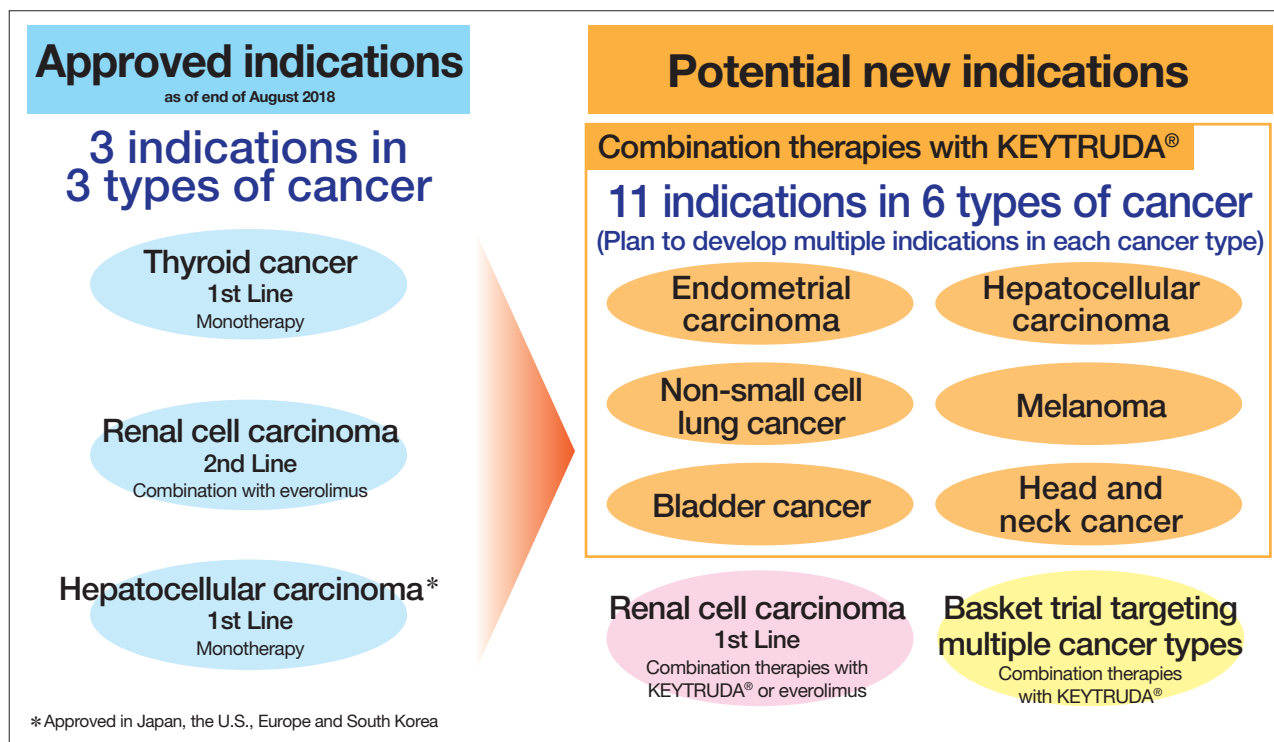 Approved indications
as of end of August 2018
3 indications in
3 types of cancer
Thyroid cancer
1st Line
Monotherapy
Renal cell carcinoma
2nd Line
Combination with everolimus
Hepatocellular carcinoma*
1st Line
Monotherapy
*Approved in Japan, the U.S., Europe and South Korea
Potential new indications
Combination therapies with KEYTRUDA®
11 indications in 6 types of cancer
(Plan to develop multiple indications in each cancer type)
Endometrial
carcinoma
Hepatocellular
carcinoma
Non-small cell
lung cancer
Melanoma
Bladder cancer
Head and
neck cancer
Renal cell carcinoma
1st Line
Combination therapies with
KEYTRUDA® or everolimus
Basket trial targeting
multiple cancer types
Combination therapies
with KEYTRUDA®